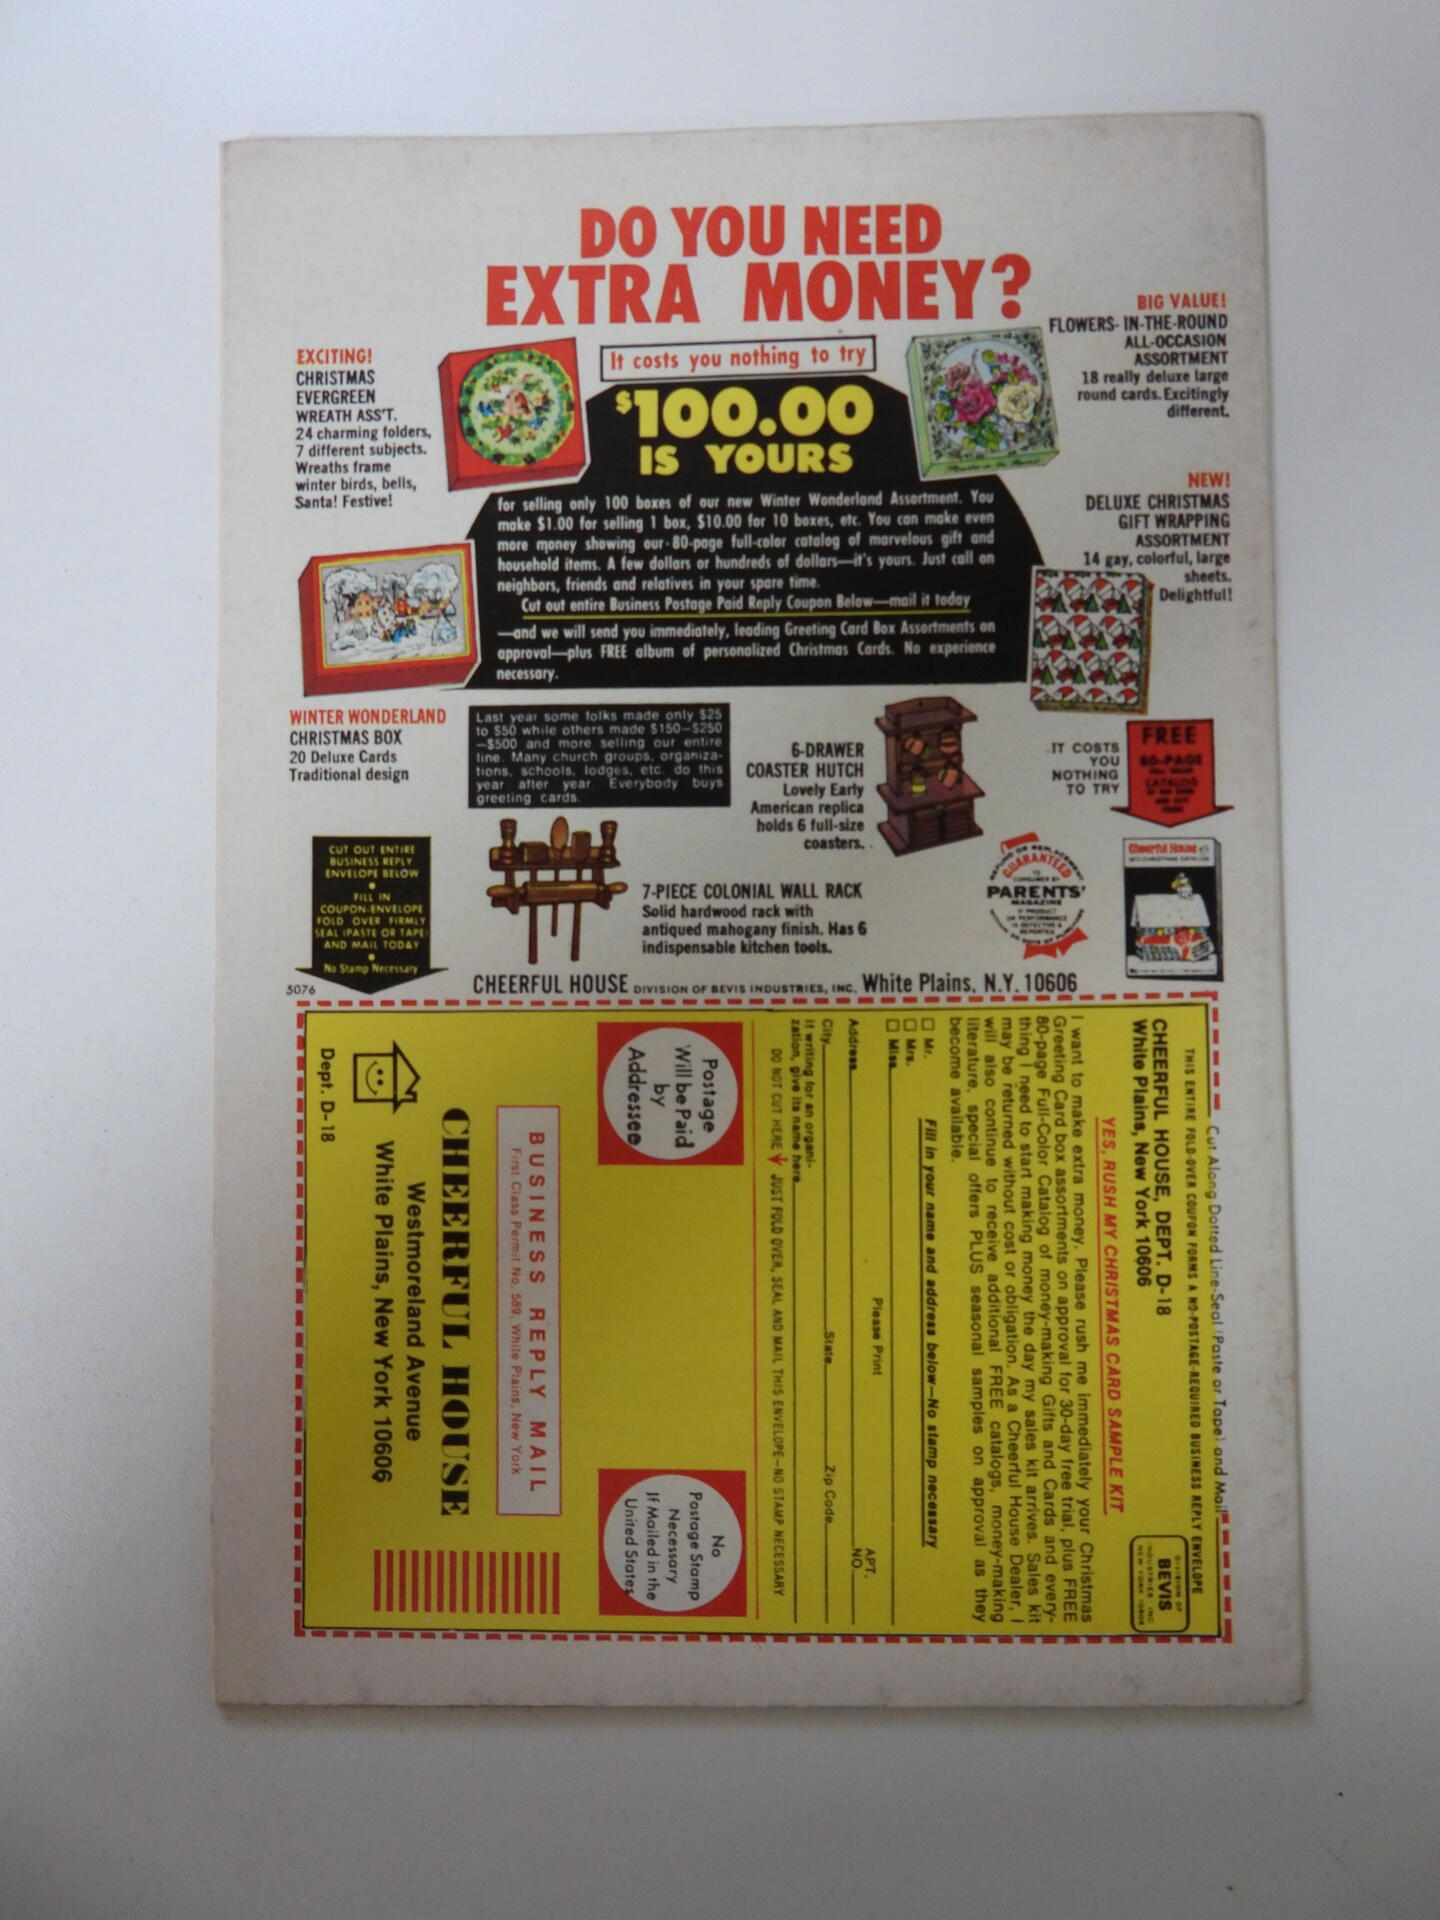 DO YOU NEED
EXTRA MONEY?
It costs you nothing to try
$100.00
IS YOURS
for selling only 100 boxes of our new Winter Wonderland Assortment. You
make $1.00 for selling 1 box, $10.00 for 10 boxes, etc. You can make even
more money showing our 80-page full-color catalog of marvelous gift and
household items. A few dollars or hundreds of dollars—it's yours. Just call on
neighbors, friends and relatives in your spare time.
Cut out entire Business Postage Paid Reply Coupon Below—mail it today
—and we will send you immediately, leading Greeting Card Box Assortments on
approval—plus FREE album of personalized Christmas Cards. No experience
necessary.
EXCITING!
CHRISTMAS
EVERGREEN
WREATH ASS'T.
24 charming folders,
7 different subjects.
Wreaths frame
winter birds, bells,
Santa! Festive!
BIG VALUE!
FLOWERS-IN-THE-ROUND
ALL-OCCASION
ASSORTMENT
18 really deluxe large
round cards. Excitingly
different.
NEW!
DELUXE CHRISTMAS
GIFT WRAPPING
ASSORTMENT
14 gay, colorful, large
sheets.
Delightful!
WINTER WONDERLAND
CHRISTMAS BOX
20 Deluxe Cards
Traditional design
Last year some folks made only $25
to $50 while others made $150—$250
—$500 and more selling our entire
line. Many church groups, organiza-
tions, schools, lodges, etc. do this
year after year. Everybody buys
greeting cards.
6-DRAWER
COASTER HUTCH
Lovely Early
American replica
holds 6 full-size
coasters.
IT COSTS
YOU
NOTHING
TO TRY
FREE
80-PAGE
CATALOG
CUT OUT ENTIRE
BUSINESS REPLY
ENVELOPE BELOW
•
FILL IN
COUPON-ENVELOPE
FOLD OVER FIRMLY
SEAL (PASTE OR TAPE)
AND MAIL TODAY
•
No Stamp Necessary
7-PIECE COLONIAL WALL RACK
Solid hardwood rack with
antiqued mahogany finish. Has 6
indispensable kitchen tools.
GUARANTEED
TO
CONSUMER BY
PARENTS'
MAGAZINE
IF PRODUCT
OR PERFORMANCE
IS DEFECTIVE
Cheerful House
5076
CHEERFUL HOUSE DIVISION OF BEVIS INDUSTRIES, INC. White Plains, N.Y. 10606
Cut Along Dotted Line—Seal (Paste or Tape) and Mail
THIS ENTIRE FOLD-OVER COUPON FORMS A NO-POSTAGE-REQUIRED BUSINESS REPLY ENVELOPE
CHEERFUL HOUSE, DEPT. D-18
White Plains, New York 10606
DIVISION OF
BEVIS
INDUSTRIES INC
NEW YORK 10606
YES, RUSH MY CHRISTMAS CARD SAMPLE KIT
I want to make extra money. Please rush me immediately your Christmas
Greeting Card box assortments on approval for 30-day free trial, plus FREE
80-page Full-Color Catalog of money-making Gifts and Cards and every-
thing I need to start making money the day my sales kit arrives. Sales kit
may be returned without cost or obligation. As a Cheerful House Dealer, I
will also continue to receive additional FREE catalogs, money-making
literature, special offers PLUS seasonal samples on approval as they
become available.
Fill in your name and address below—No stamp necessary
Mr.
Mrs.
Miss
Please Print
Address
APT. NO.
City State Zip Code
If writing for an organi-
zation, give its name here
DO NOT CUT HERE JUST FOLD OVER, SEAL AND MAIL THIS ENVELOPE—NO STAMP NECESSARY
Postage
Will be Paid
by
Addressee
No
Postage Stamp
Necessary
If Mailed in the
United States
BUSINESS REPLY MAIL
First Class Permit No. 589, White Plains, New York
CHEERFUL HOUSE
Westmoreland Avenue
White Plains, New York 10606
Dept. D-18